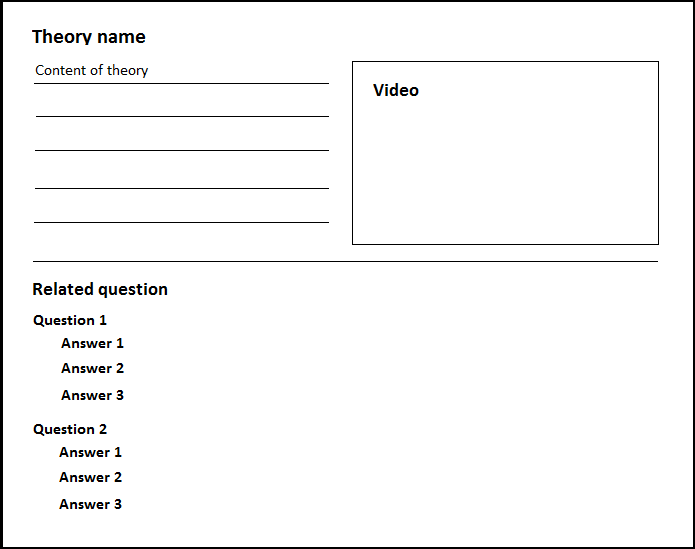 Theory name
Content of theory
Video
Related question
Question 1
Answer 1
Answer 2
Answer 3
Question 2
Answer 1
Answer 2
Answer 3